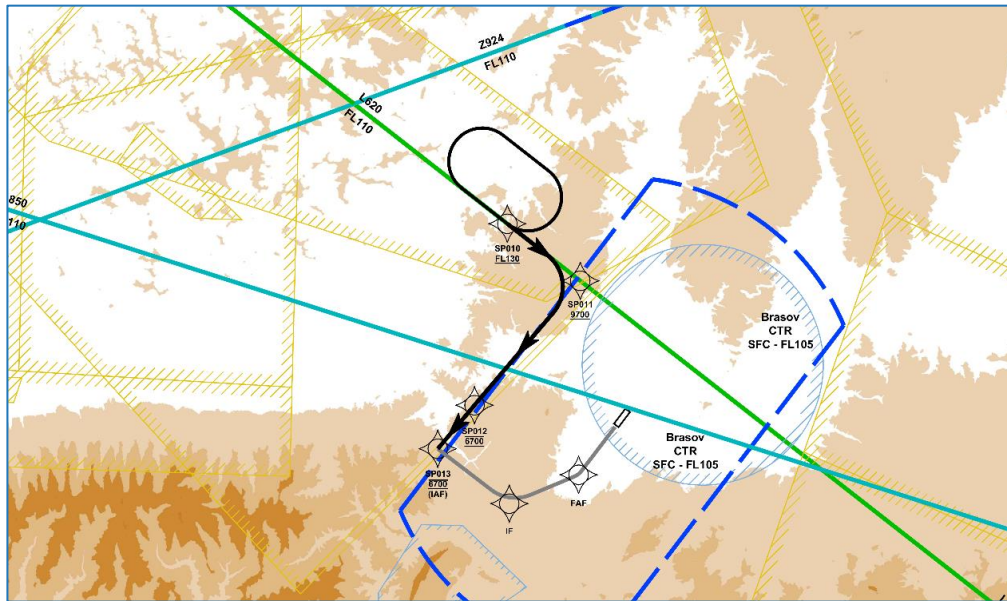 Z924
FL110
L620
FL110
850
110
SP010
FL130
SP011
9700
Brasov
CTR
SFC - FL105
SP012
6700
Brasov
CTR
SFC - FL105
SP013
6700
(IAF)
FAF
IF